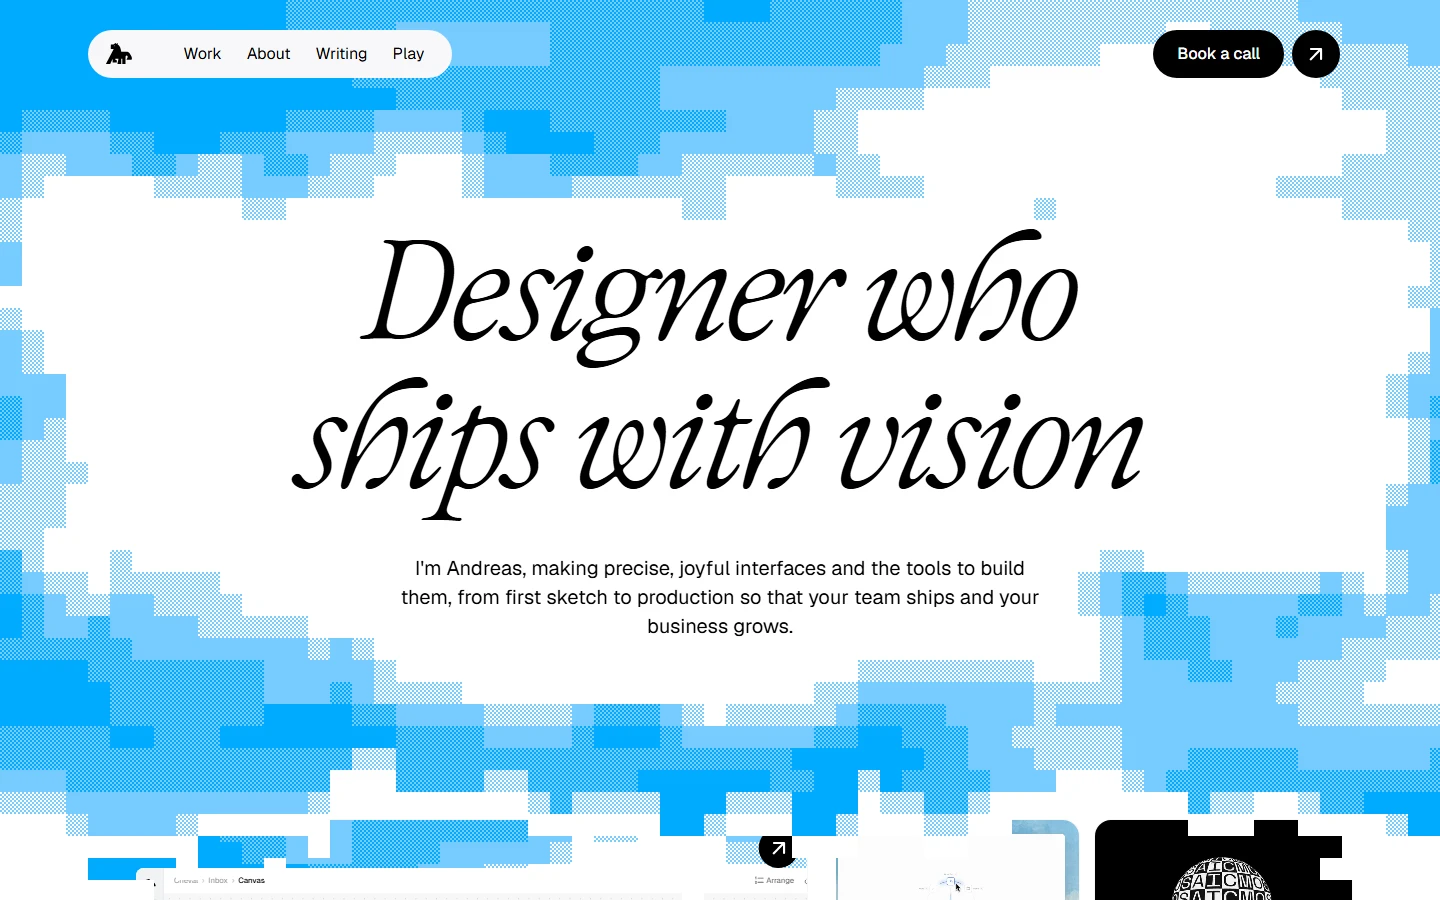 Work About Writing Play
Book a call
Designer who
ships with vision
I'm Andreas, making precise, joyful interfaces and the tools to build
them, from first sketch to production so that your team ships and your
business grows.
Inbox › Canvas
Arrange